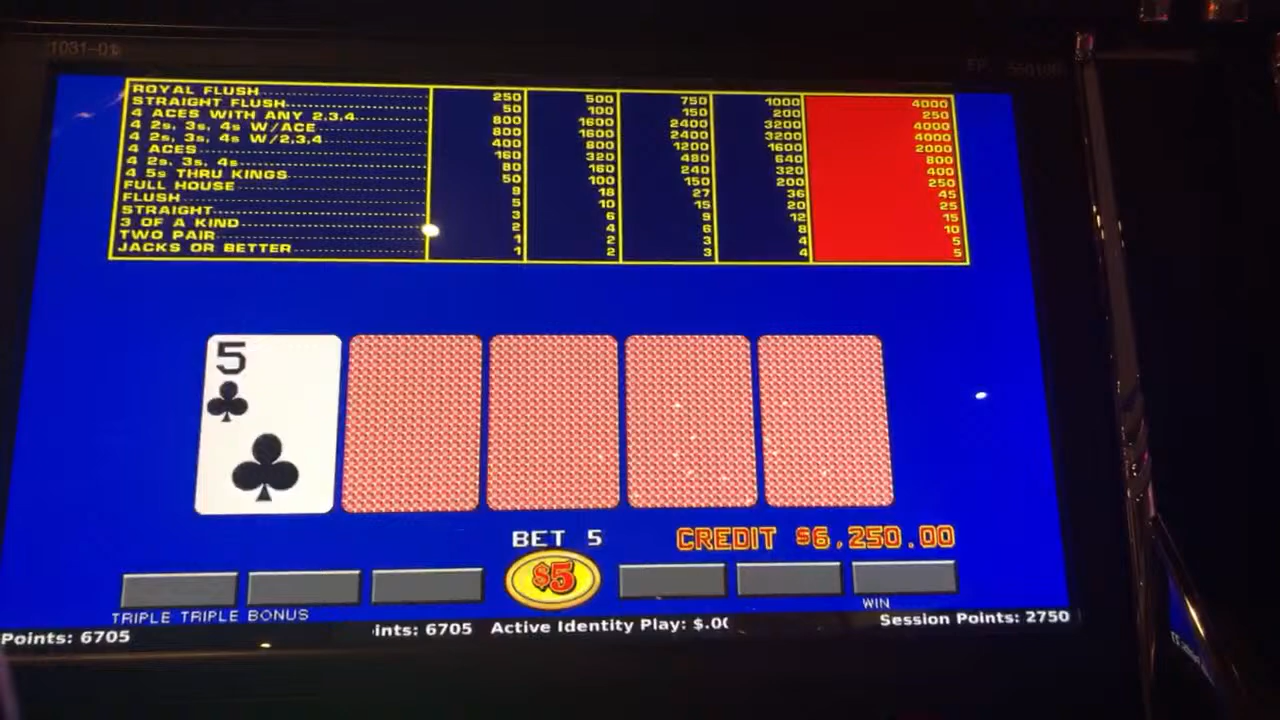 1031-01
ROYAL FLUSH 250 500 750 1000 4000
STRAIGHT FLUSH 50 100 150 200 250
4 ACES WITH ANY 2,3,4 800 1600 2400 3200 4000
4 2s, 3s, 4s W/ACE 800 1600 2400 3200 4000
4 2s, 3s, 4s W/2,3,4 400 800 1200 1600 2000
4 ACES 160 320 480 640 800
4 2s, 3s, 4s 80 160 240 320 400
4 5s THRU KINGS 50 100 150 200 250
FULL HOUSE 9 18 27 36 45
FLUSH 5 10 15 20 25
STRAIGHT 3 6 9 12 15
3 OF A KIND 2 4 6 8 10
TWO PAIR 1 2 3 4 5
JACKS OR BETTER 1 2 3 4 5
5
BET 5 CREDIT $6,250.00
$5
TRIPLE TRIPLE BONUS WIN
Points: 6705 ints: 6705 Active Identity Play: $.0 Session Points: 2750